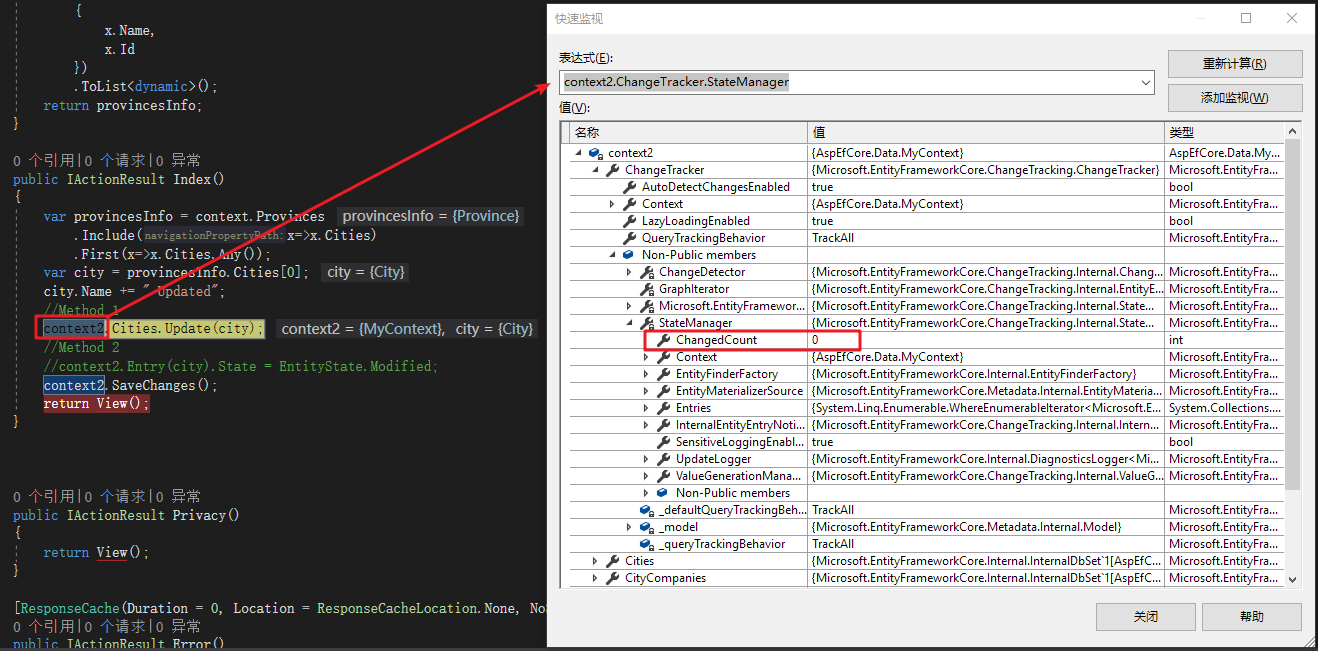 {
x.Name,
x.Id
})
.ToList<dynamic>();
return provincesInfo;
}
0 个引用|0 个请求|0 异常
public IActionResult Index()
{
var provincesInfo = context.Provinces provincesInfo = {Province}
.Include(navigationPropertyPath:x=>x.Cities)
.First(x=>x.Cities.Any());
var city = provincesInfo.Cities[0]; city = {City}
city.Name += " Updated";
//Method 1
context2.Cities.Update(city); context2 = {MyContext}, city = {City}
//Method 2
//context2.Entry(city).State = EntityState.Modified;
context2.SaveChanges();
return View();
}
0 个引用|0 个请求|0 异常
public IActionResult Privacy()
{
return View();
}
[ResponseCache(Duration = 0, Location = ResponseCacheLocation.None, No
0 个引用|0 个请求|0 异常
public IActionResult Error()
快速监视
表达式(E):
context2.ChangeTracker.StateManager
重新计算(R)
添加监视(W)
值(V):
名称 值 类型
context2 {AspEfCore.Data.MyContext} AspEfCore.Data.My...
ChangeTracker {Microsoft.EntityFrameworkCore.ChangeTracking.ChangeTracker} Microsoft.EntityFra...
AutoDetectChangesEnabled true bool
Context {AspEfCore.Data.MyContext} Microsoft.EntityFra...
LazyLoadingEnabled true bool
QueryTrackingBehavior TrackAll Microsoft.EntityFra...
Non-Public members
ChangeDetector {Microsoft.EntityFrameworkCore.ChangeTracking.Internal.Chang... Microsoft.EntityFra...
GraphIterator {Microsoft.EntityFrameworkCore.ChangeTracking.Internal.EntityE... Microsoft.EntityFra...
Microsoft.EntityFramewor... {Microsoft.EntityFrameworkCore.ChangeTracking.Internal.State... Microsoft.EntityFra...
StateManager {Microsoft.EntityFrameworkCore.ChangeTracking.Internal.State... Microsoft.EntityFra...
ChangedCount 0 int
Context {AspEfCore.Data.MyContext} Microsoft.EntityFra...
EntityFinderFactory {Microsoft.EntityFrameworkCore.Internal.EntityFinderFactory} Microsoft.EntityFra...
EntityMaterializerSource {Microsoft.EntityFrameworkCore.Metadata.Internal.EntityMateria... Microsoft.EntityFra...
Entries {System.Linq.Enumerable.WhereEnumerableIterator<Microsoft.E... System.Collections....
InternalEntityEntryNoti... {Microsoft.EntityFrameworkCore.ChangeTracking.Internal.Intern... Microsoft.EntityFra...
SensitiveLoggingEnabl... true bool
UpdateLogger {Microsoft.EntityFrameworkCore.Internal.DiagnosticsLogger<Mi... Microsoft.EntityFra...
ValueGenerationMana... {Microsoft.EntityFrameworkCore.ChangeTracking.Internal.ValueG... Microsoft.EntityFra...
Non-Public members
_defaultQueryTrackingBeh... TrackAll Microsoft.EntityFra...
_model {Microsoft.EntityFrameworkCore.Metadata.Internal.Model} Microsoft.EntityFra...
_queryTrackingBehavior TrackAll Microsoft.EntityFra...
Cities {Microsoft.EntityFrameworkCore.Internal.InternalDbSet`1[AspEfC... Microsoft.EntityFra...
CityCompanies {Microsoft.EntityFrameworkCore.Internal.InternalDbSet`1[AspEfC... Microsoft.EntityFra...
关闭
帮助